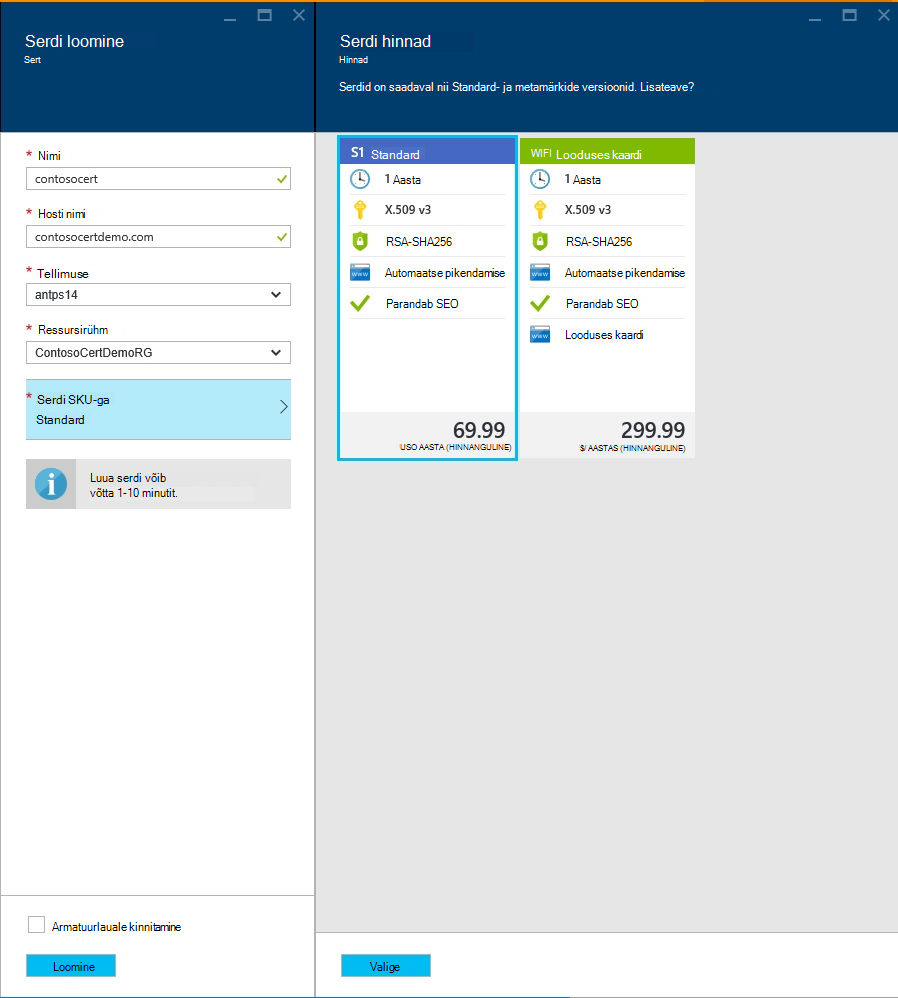 Serdi loomine
Sert
* Nimi
contosocert
* Hosti nimi
contosocertdemo.com
* Tellimuse
antps14
* Ressursirühm
ContosoCertDemoRG
* Serdi SKU-ga
Standard
Luua serdi võib
võtta 1-10 minutit.
Armatuurlauale kinnitamine
Loomine
Serdi hinnad
Hinnad
Serdid on saadaval nii Standard- ja metamärkide versioonid. Lisateave?
S1 Standard
1 Aasta
X.509 v3
RSA-SHA256
Automaatse pikendamise
Parandab SEO
69.99
USO AASTA (HINNANGULINE)
WIFI Looduses kaardi
1 Aasta
X.509 v3
RSA-SHA256
Automaatse pikendamise
Parandab SEO
Looduses kaardi
299.99
$/ AASTAS (HINNANGULINE)
Valige